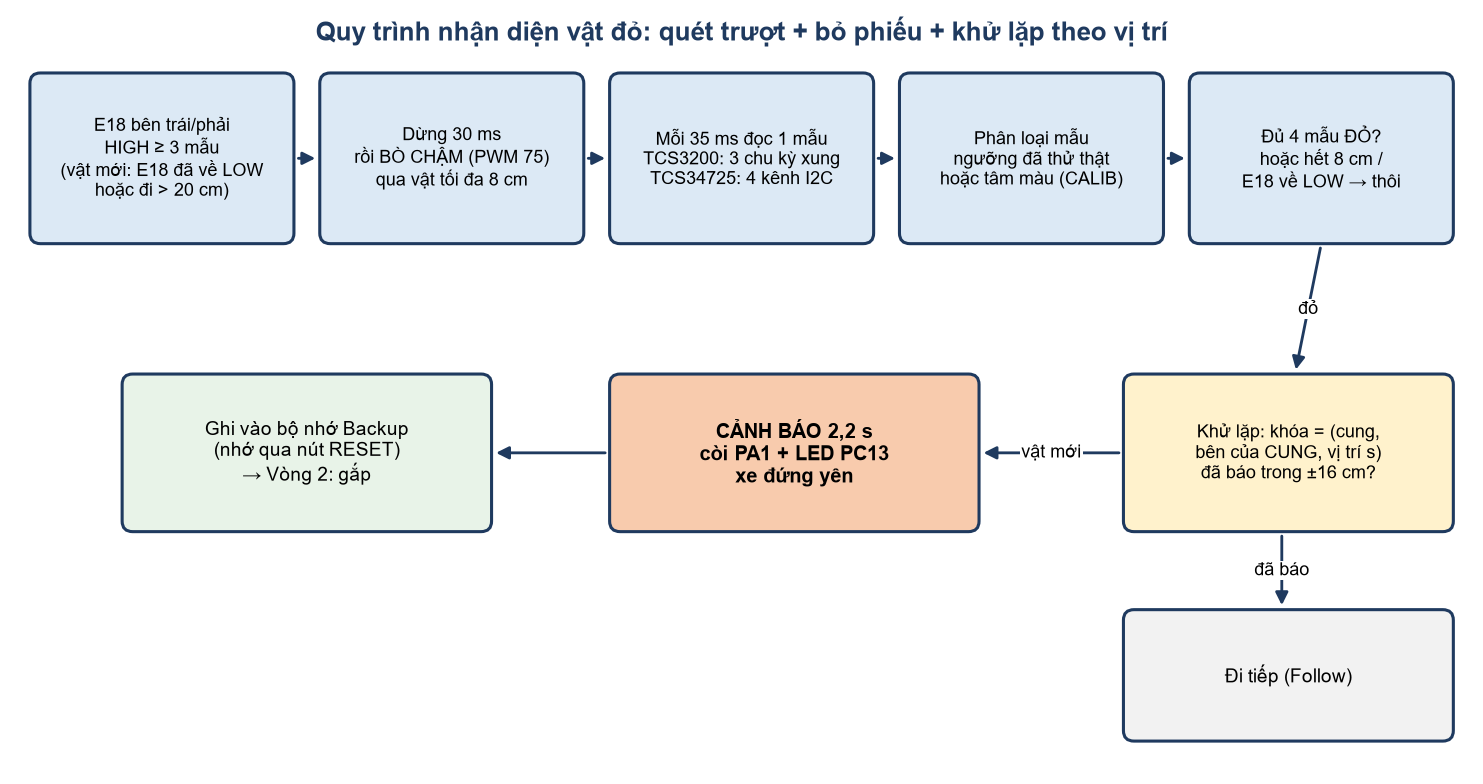 Quy trình nhận diện vật đỏ: quét trượt + bỏ phiếu + khử lặp theo vị trí
E18 bên trái/phải
HIGH ≥ 3 mẫu
(vật mới: E18 đã về LOW
hoặc đi > 20 cm)
Dừng 30 ms
rồi BÒ CHẬM (PWM 75)
qua vật tối đa 8 cm
Mỗi 35 ms đọc 1 mẫu
TCS3200: 3 chu kỳ xung
TCS34725: 4 kênh I2C
Phân loại mẫu
ngưỡng đã thử thật
hoặc tâm màu (CALIB)
Đủ 4 mẫu ĐỎ?
hoặc hết 8 cm /
E18 về LOW → thôi
đỏ
Khử lặp: khóa = (cung,
bên của CUNG, vị trí s)
đã báo trong ±16 cm?
vật mới
CẢNH BÁO 2,2 s
còi PA1 + LED PC13
xe đứng yên
Ghi vào bộ nhớ Backup
(nhớ qua nút RESET)
→ Vòng 2: gắp
đã báo
Đi tiếp (Follow)